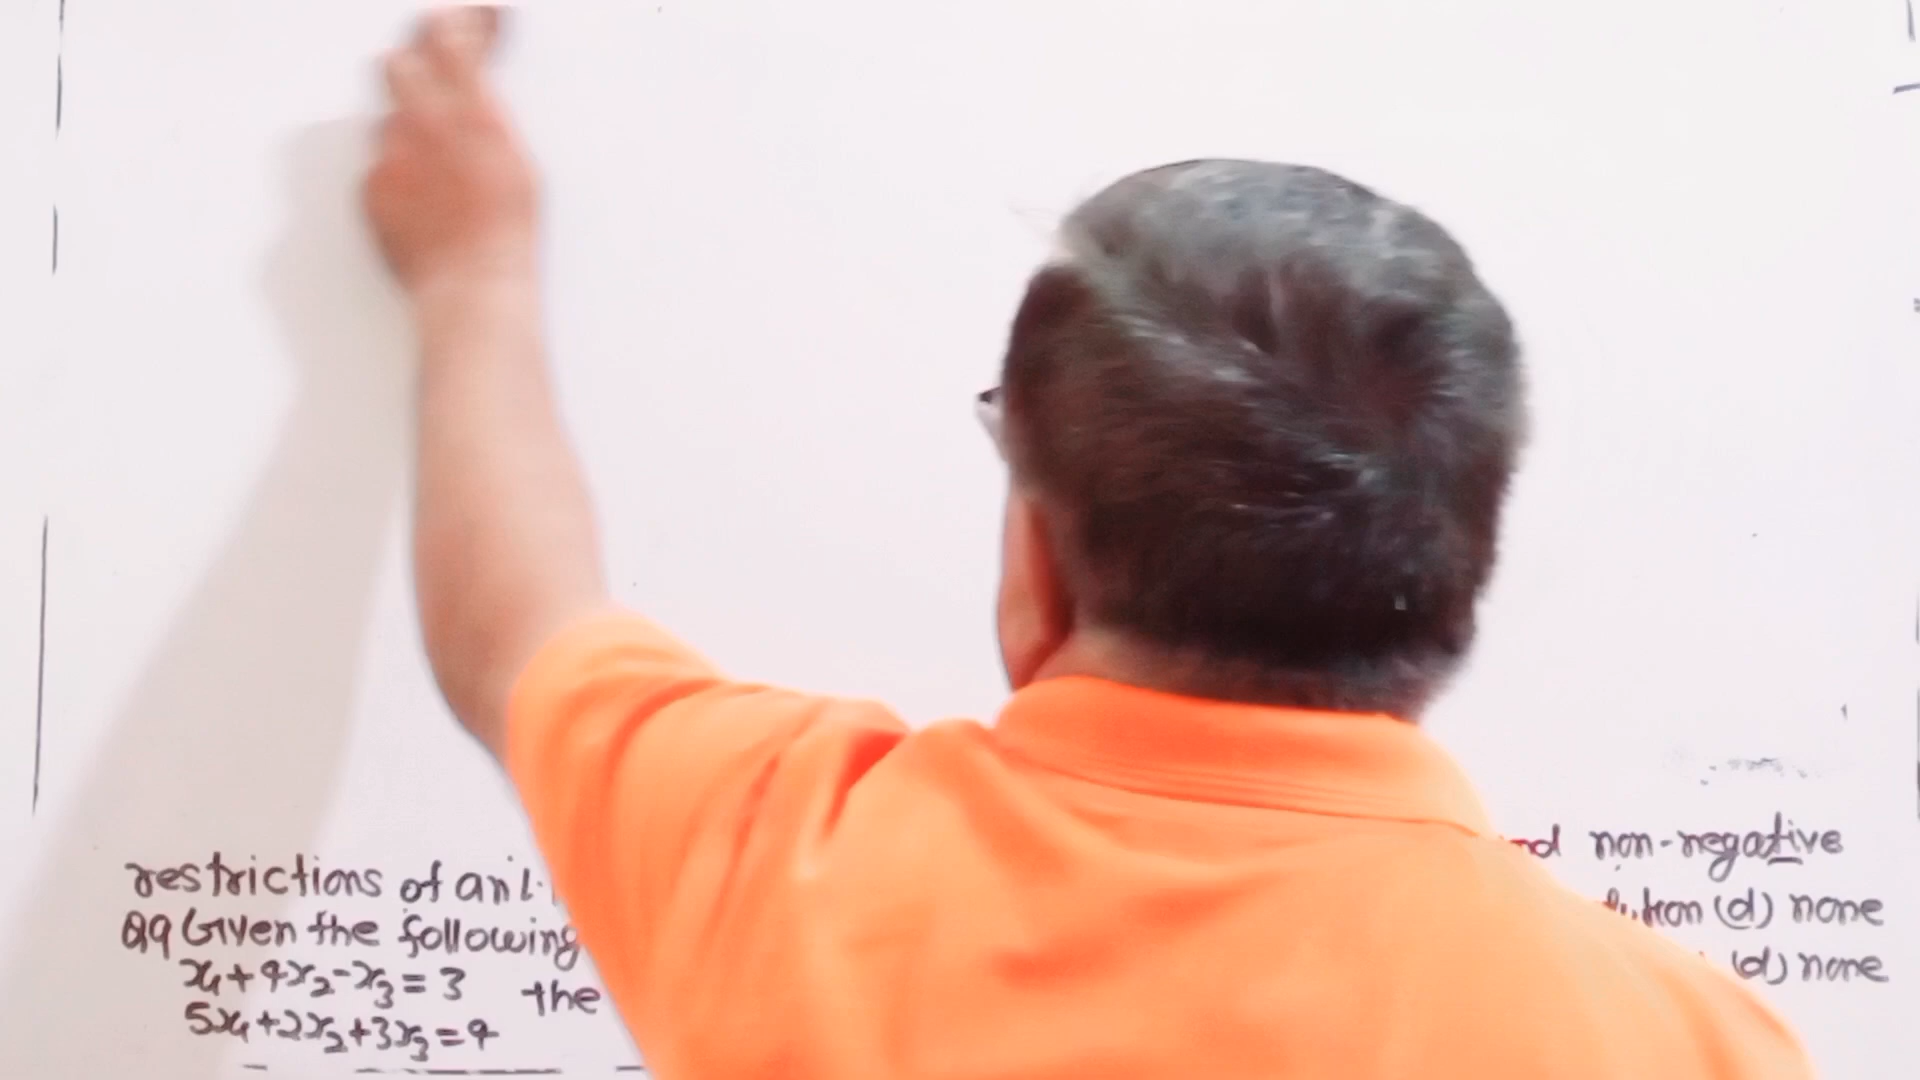 restrictions of an L. nd non-negative
Q9 Given the following lution (d) none
x1+4x2-x3=3 the (d) none
5x1+2x2+3x3=4